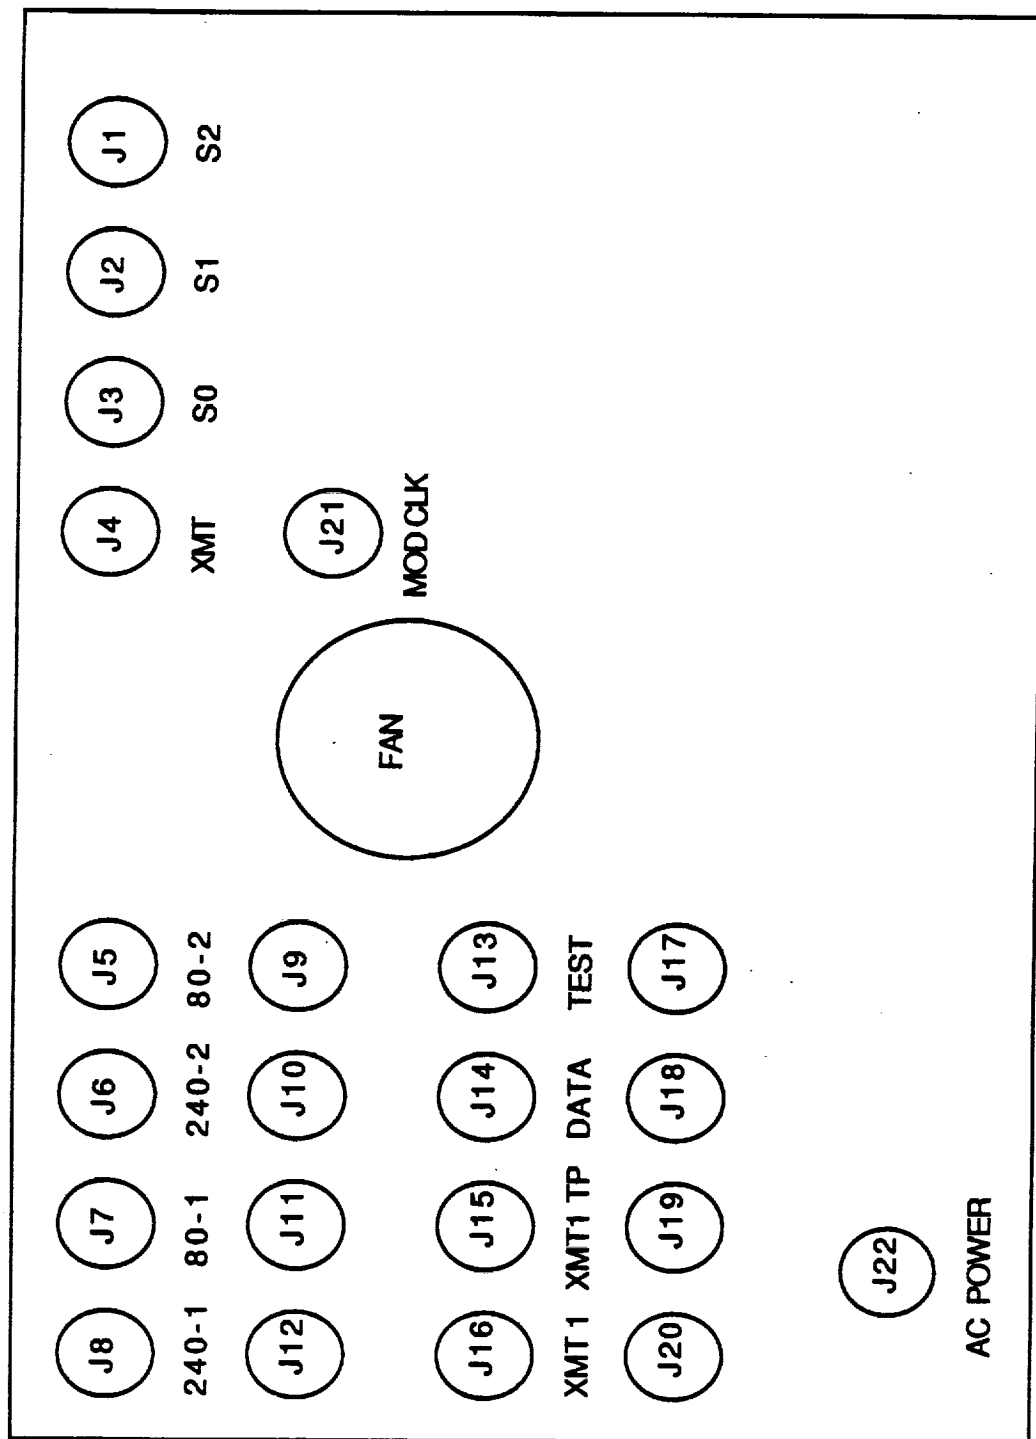 J8 J7 J6 J5 J4 J3 J2 J1
240-1 80-1 240-2 80-2 XMT S0 S1 S2
J12 J11 J10 J9 J21
FAN MOD CLK
J16 J15 J14 J13
XMT1 XMT1 TP DATA TEST
J20 J19 J18 J17
J22
AC POWER